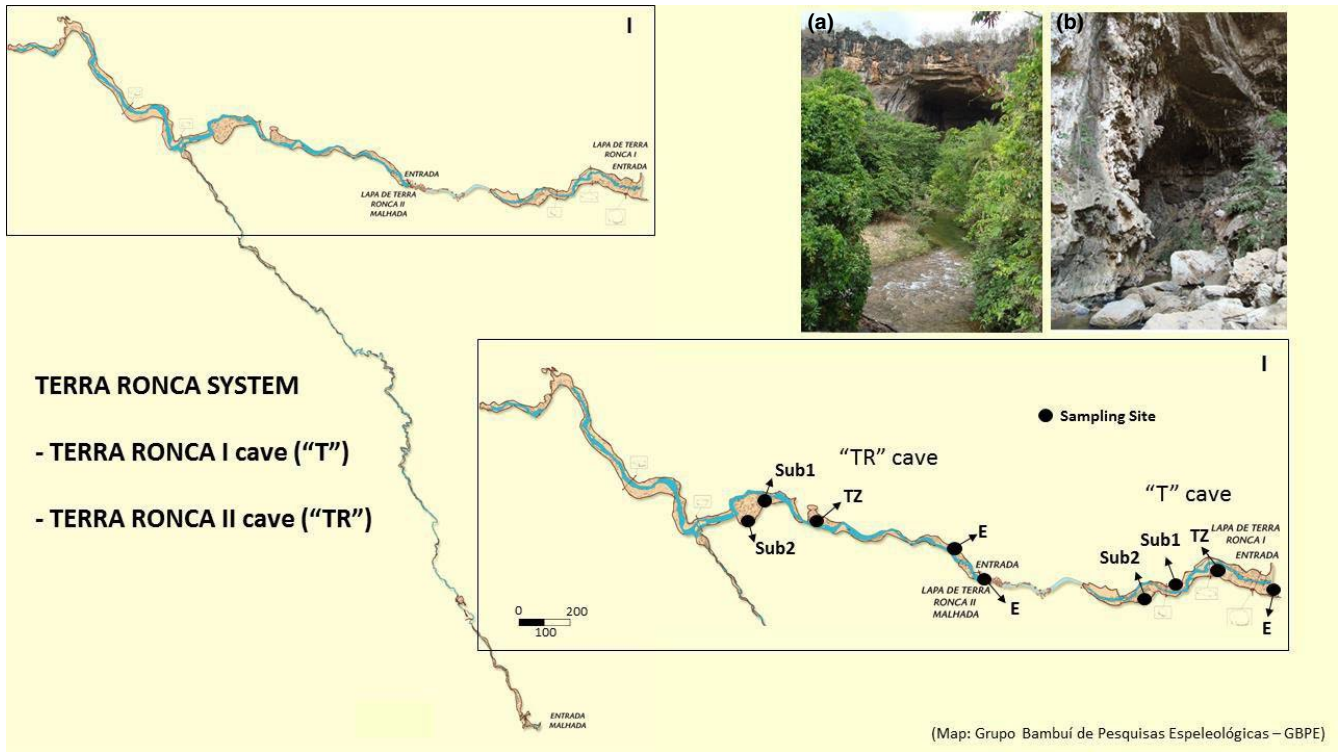 I
LAPA DE TERRA
RONCA I
ENTRADA
ENTRADA
LAPA DE TERRA
RONCA II
MALHADA
(a)
(b)
TERRA RONCA SYSTEM
- TERRA RONCA I cave (“T”)
- TERRA RONCA II cave (“TR”)
ENTRADA
MALHADA
I
Sampling Site
“TR” cave
Sub1
TZ
Sub2
E
ENTRADA
LAPA DE TERRA
RONCA II
MALHADA
E
“T” cave
LAPA DE TERRA
RONCA I
ENTRADA
TZ
Sub1
Sub2
E
0 200
100
(Map: Grupo Bambuí de Pesquisas Espeleológicas – GBPE)